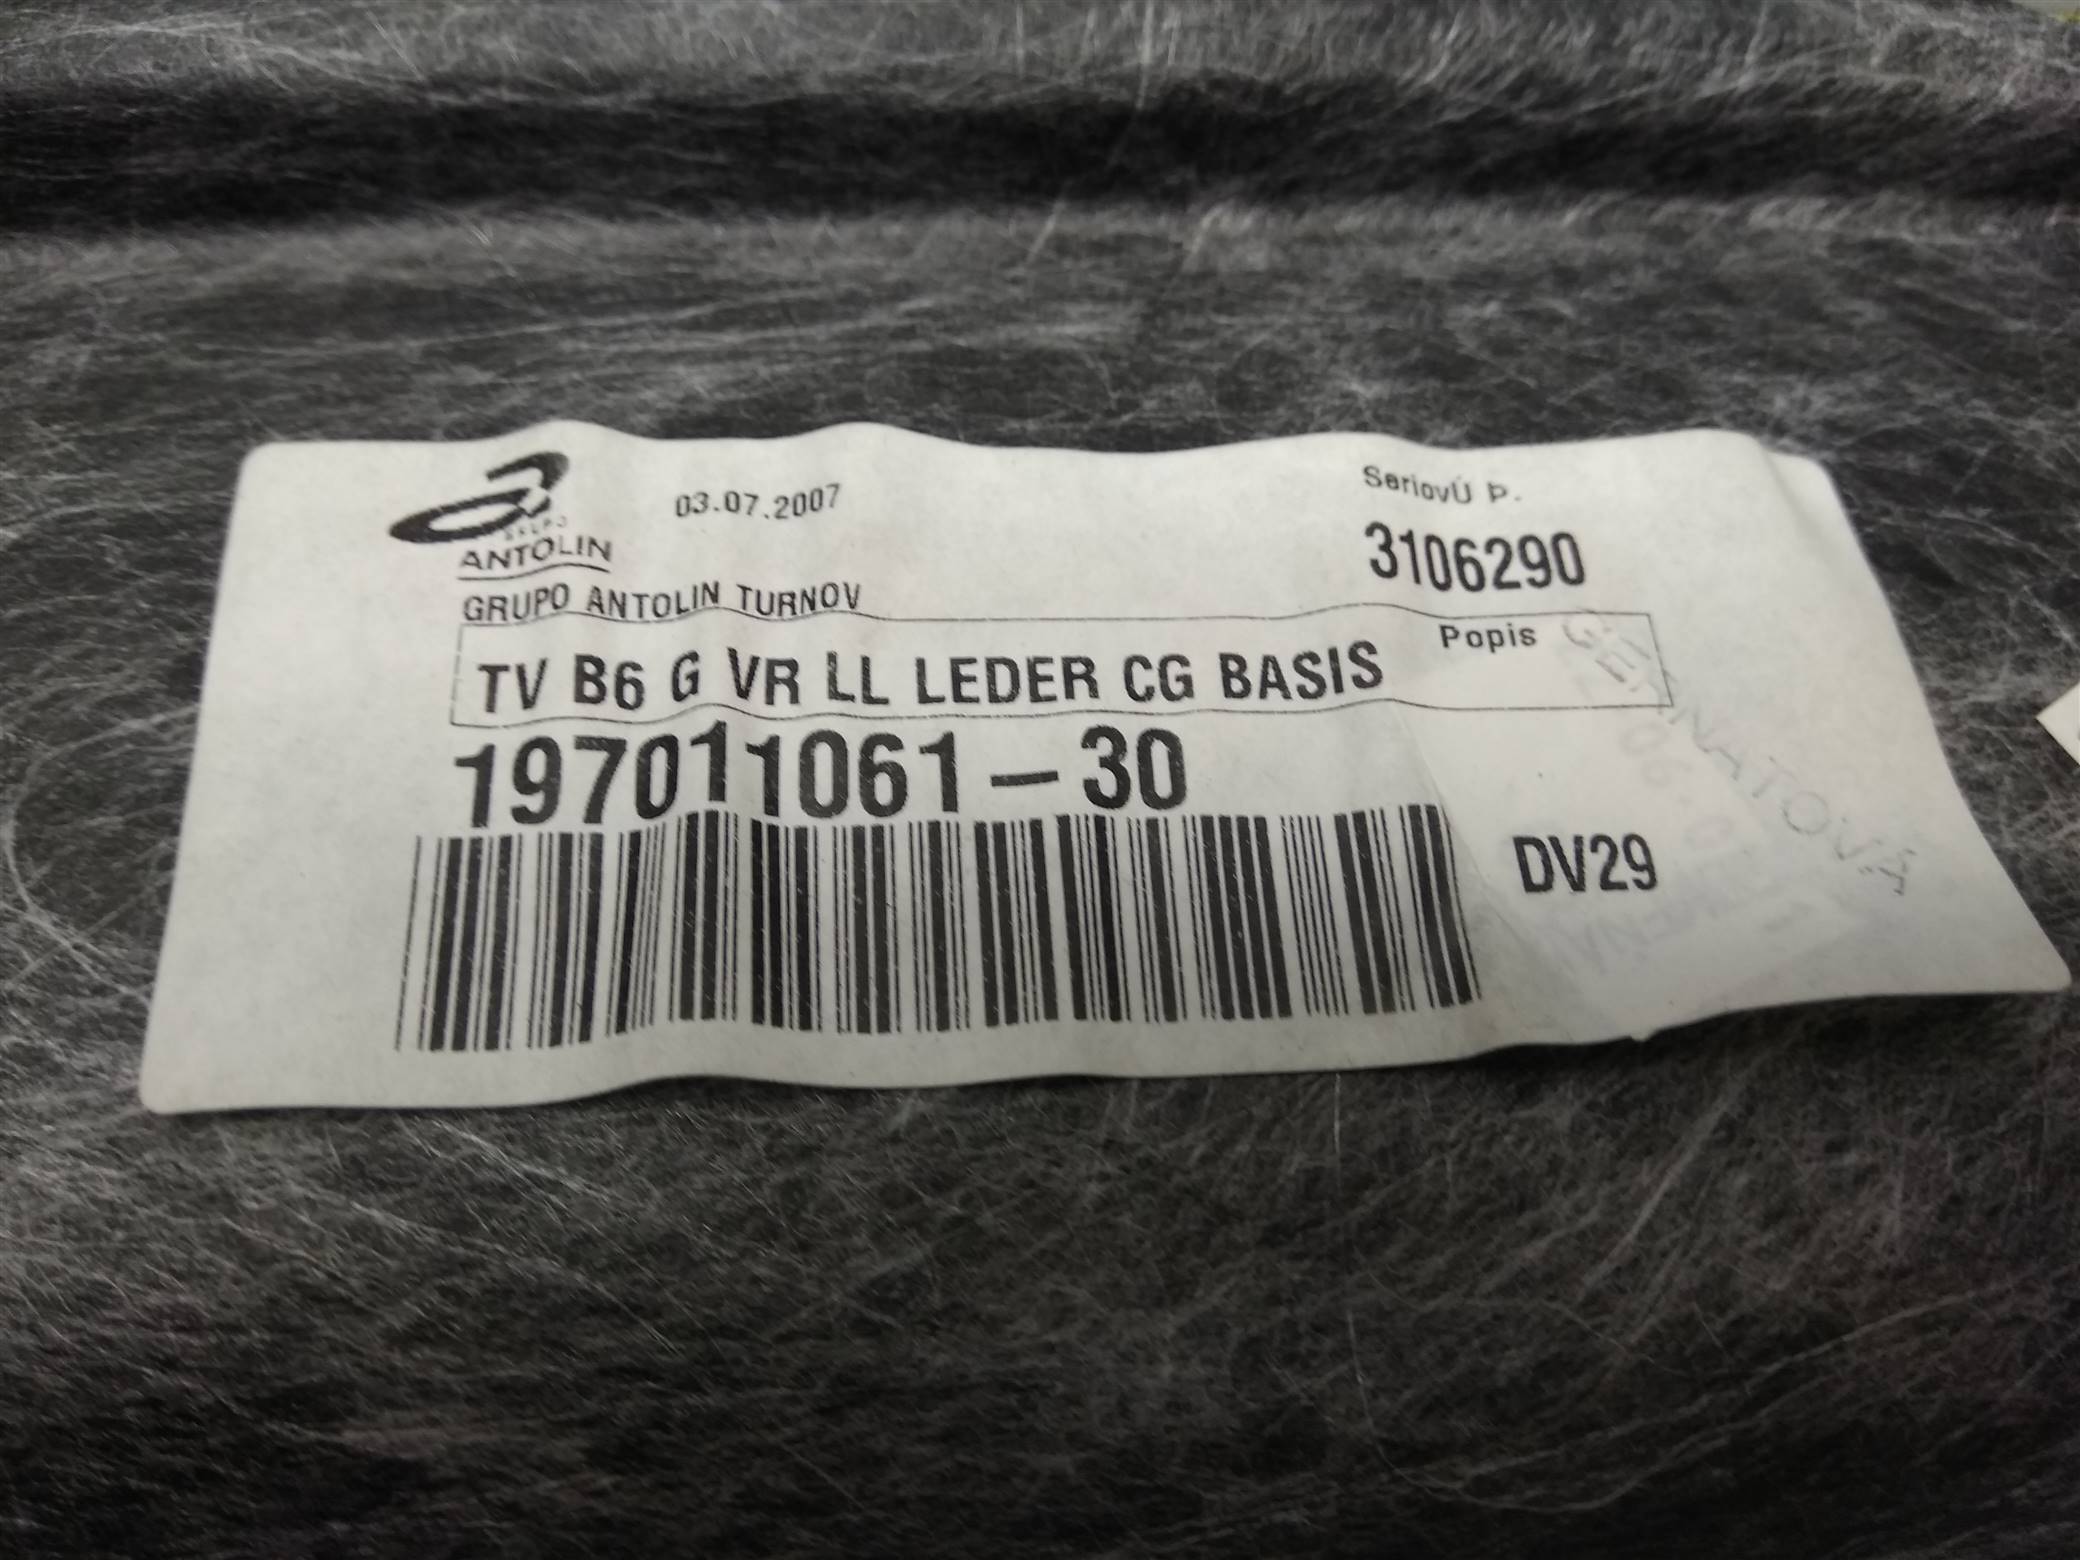 03.07.2007
SeriovÚ Þ.
GRUPO
ANTOLIN
3106290
GRUPO ANTOLIN TURNOV
Popis
TV B6 G VR LL LEDER CG BASIS
197011061-30
DV29